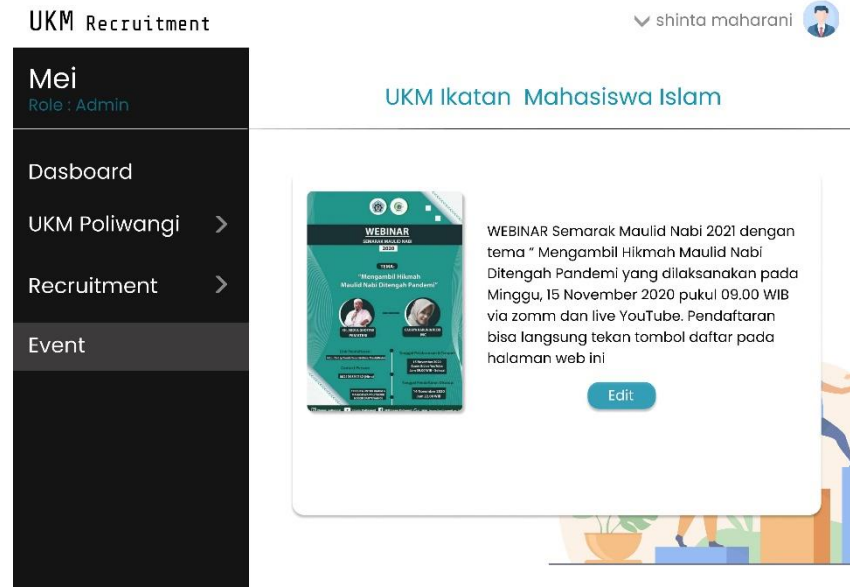 UKM Recruitment
shinta maharani
Mei
Role : Admin
UKM Ikatan Mahasiswa Islam
Dasboard
UKM Poliwangi
Recruitment
Event
WEBINAR
SEMARAK MAULID NABI
2020
TEMA:
"Mengambil Hikmah
Maulid Nabi Ditengah Pandemi"
WEBINAR Semarak Maulid Nabi 2021 dengan
tema “ Mengambil Hikmah Maulid Nabi
Ditengah Pandemi yang dilaksanakan pada
Minggu, 15 November 2020 pukul 09.00 WIB
via zomm dan live YouTube. Pendaftaran
bisa langsung tekan tombol daftar pada
halaman web ini
Edit